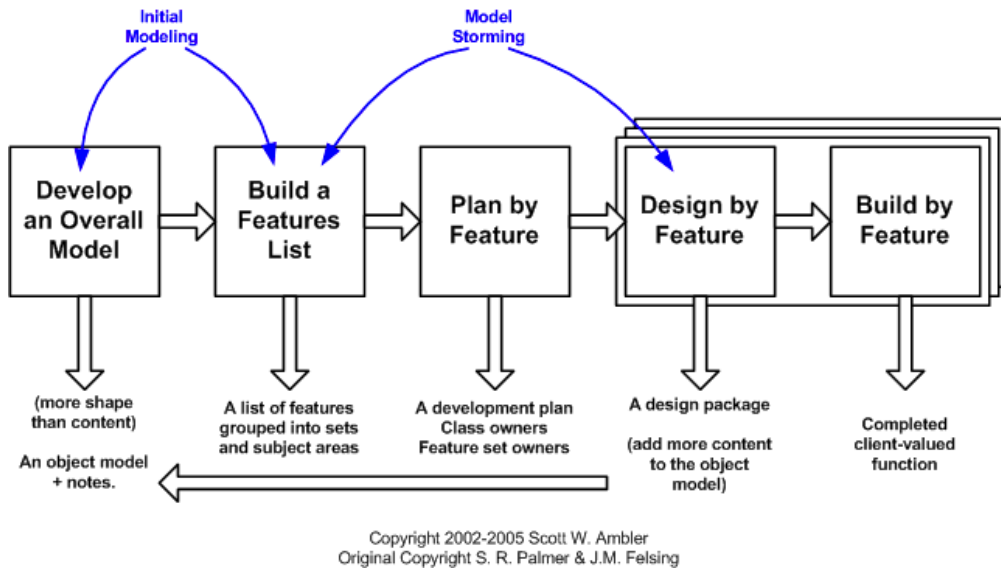 Initial
Modeling
Model
Storming
Develop
an Overall
Model
Build a
Features
List
Plan by
Feature
Design by
Feature
Build by
Feature
(more shape
than content)
An object model
+ notes.
A list of features
grouped into sets
and subject areas
A development plan
Class owners
Feature set owners
A design package
(add more content
to the object
model)
Completed
client-valued
function
Copyright 2002-2005 Scott W. Ambler
Original Copyright S. R. Palmer & J.M. Felsing